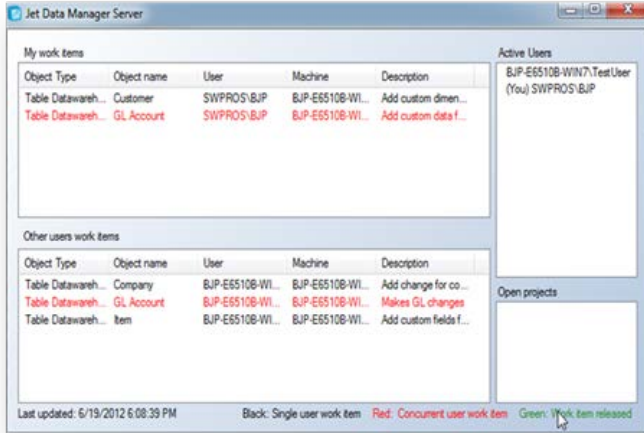 Jet Data Manager Server
My work items
Object Type Object name User Machine Description
Table Datawareh... Customer SWPROS\BJP BJP-E6510B-WI... Add custom dimen...
Table Datawareh... GL Account SWPROS\BJP BJP-E6510B-WI... Add custom data f...
Other users work items
Object Type Object name User Machine Description
Table Datawareh... Company BJP-E6510B-WI... BJP-E6510B-WI... Add change for co...
Table Datawareh... GL Account BJP-E6510B-WI... BJP-E6510B-WI... Makes GL changes
Table Datawareh... Item BJP-E6510B-WI... BJP-E6510B-WI... Add custom fields f...
Active Users
BJP-E6510B-WIN7\TestUser
(You) SWPROS\BJP
Open projects
Last updated: 6/19/2012 6:08:39 PM Black: Single user work item Red: Concurrent user work item Green: Work item released